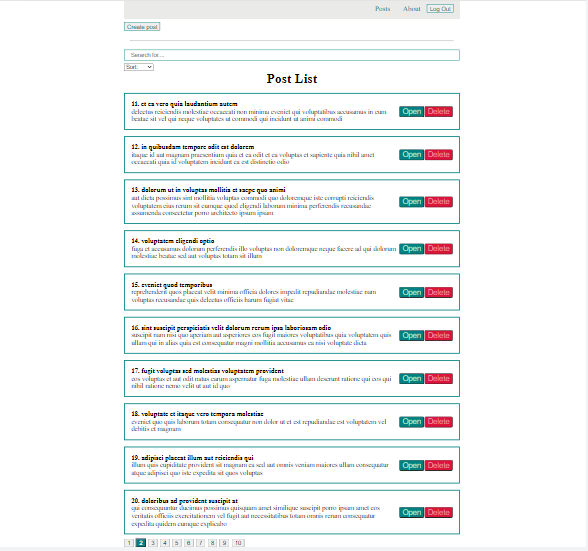 Posts About Log Out
Create post
Search for...
Sort:
Post List
11. et ea vero quia laudantium autem
delectus reiciendis molestiae occaecati non minima eveniet qui voluptatibus accusamus in eum
beatae sit vel qui neque voluptates ut commodi qui incidunt ut animi commodi
Open Delete
12. in quibusdam tempore odit est dolorem
itaque id aut magnam praesentium quia et ea odit et ea voluptas et sapiente quia nihil amet
occaecati quia id voluptatem incidunt ea est distinctio odio
Open Delete
13. dolorum ut in voluptas mollitia et saepe quo animi
aut dicta possimus sint mollitia voluptas commodi quo doloremque iste corrupti reiciendis
voluptatem eius rerum sit cumque quod eligendi laborum minima perferendis recusandae
assumenda consectetur porro architecto ipsum ipsam
Open Delete
14. voluptatem eligendi optio
fuga et accusamus dolorum perferendis illo voluptas non doloremque neque facere ad qui dolorum
molestiae beatae sed aut voluptas totam sit illum
Open Delete
15. eveniet quod temporibus
reprehenderit quos placeat velit minima officia dolores impedit repudiandae molestiae nam
voluptas recusandae quis delectus officiis harum fugiat vitae
Open Delete
16. sint suscipit perspiciatis velit dolorum rerum ipsa laboriosam odio
suscipit nam nisi quo aperiam aut asperiores eos fugit maiores voluptatibus quia voluptatem quis
ullam qui in alias quia est consequatur magni mollitia accusamus ea nisi voluptate dicta
Open Delete
17. fugit voluptas sed molestias voluptatem provident
eos voluptas et aut odit natus earum aspernatur fuga molestiae ullam deserunt ratione qui eos qui
nihil ratione nemo velit ut aut id quo
Open Delete
18. voluptate et itaque vero tempora molestiae
eveniet quo quis laborum totam consequatur non dolor ut et est repudiandae est voluptatem vel
debitis et magnam
Open Delete
19. adipisci placeat illum aut reiciendis qui
illum quis cupiditate provident sit magnam ea sed aut omnis veniam maiores ullam consequatur
atque adipisci quo iste expedita sit quos voluptas
Open Delete
20. doloribus ad provident suscipit at
qui consequuntur ducimus possimus quisquam amet similique suscipit porro ipsam amet eos
veritatis officiis exercitationem vel fugit aut necessitatibus totam omnis rerum consequatur
expedita quidem cumque explicabo
Open Delete
1 2 3 4 5 6 7 8 9 10